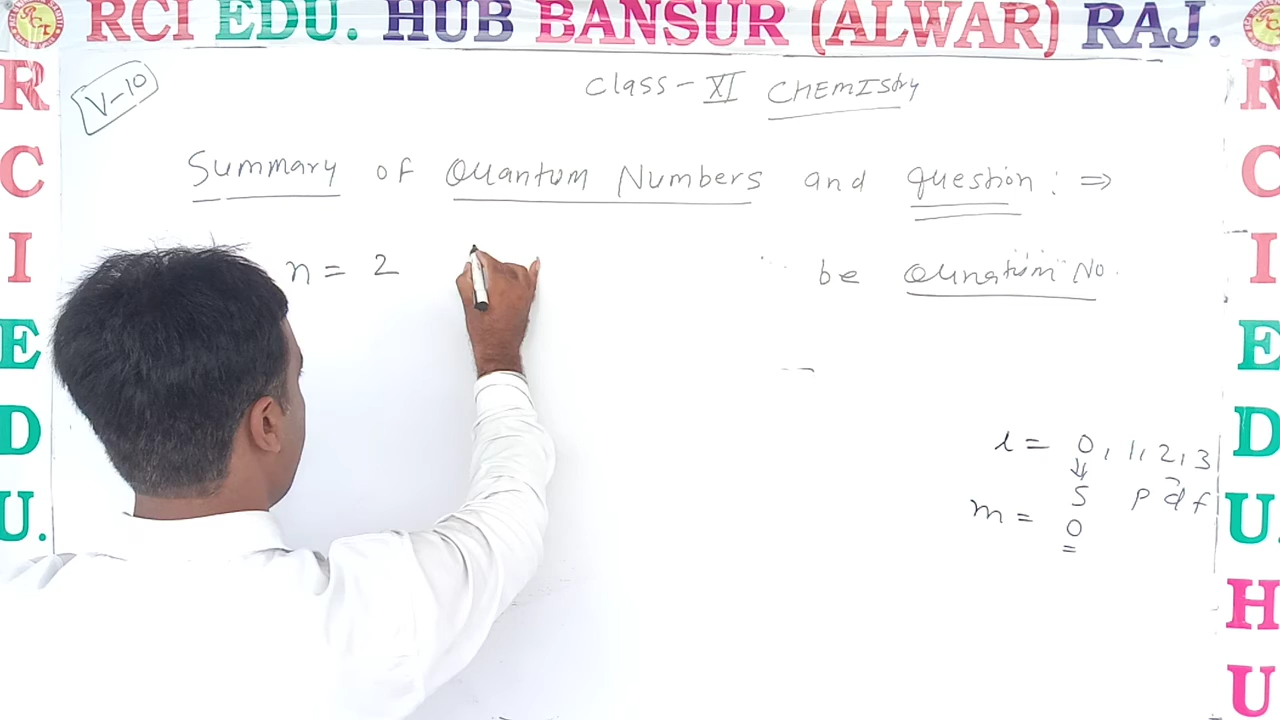 RCI EDU. HUB BANSUR (ALWAR) RAJ.
V-10
Class - XI CHEMIStry
Summary of Quantum Numbers and question : ⇒
n = 2
be Qunatum No.
l = 0, 1, 2, 3
s p d f
m = 0
R C I E D U.
R C I E D U. H U